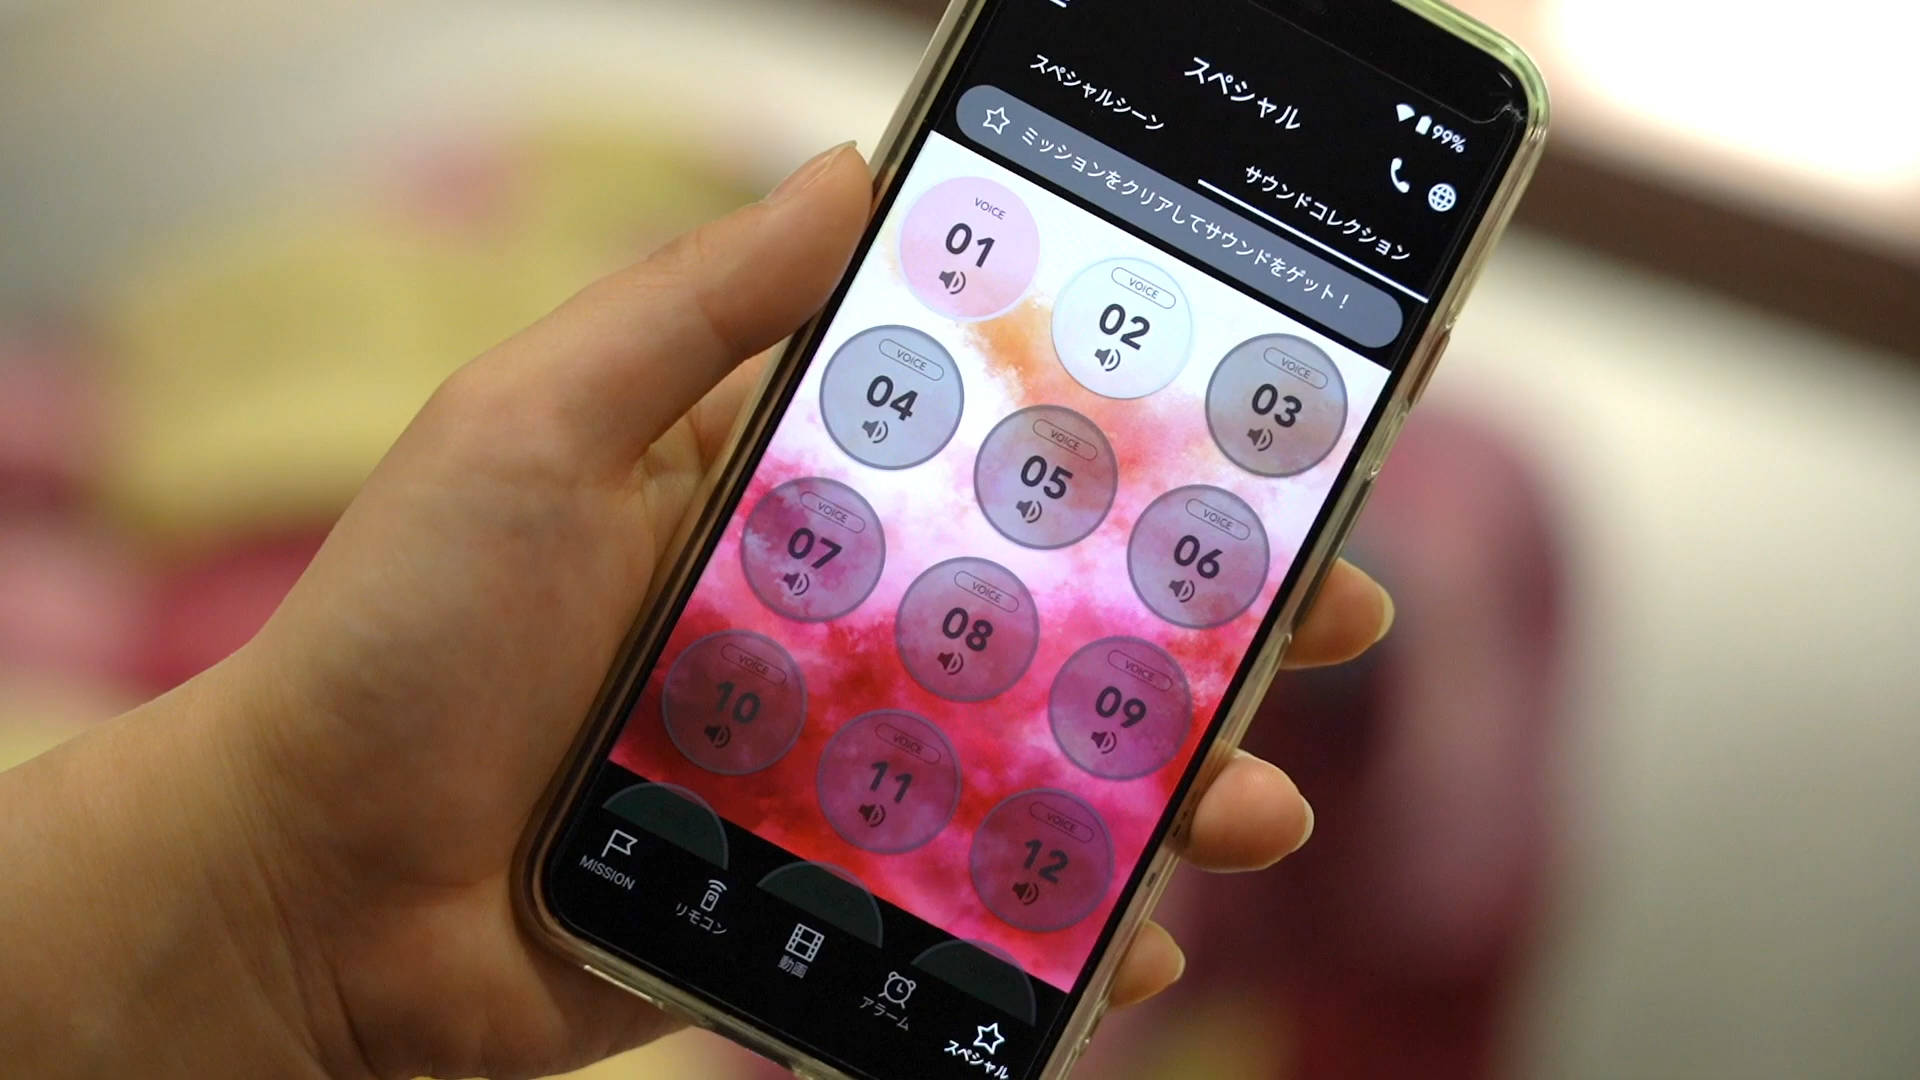 99%
スペシャル
スペシャルシーン
サウンドコレクション
ミッションをクリアしてサウンドをゲット！
VOICE
01
VOICE
02
VOICE
03
VOICE
04
VOICE
05
VOICE
06
VOICE
07
VOICE
08
VOICE
09
VOICE
10
VOICE
11
VOICE
12
MISSION
リモコン
動画
アラーム
スペシャル